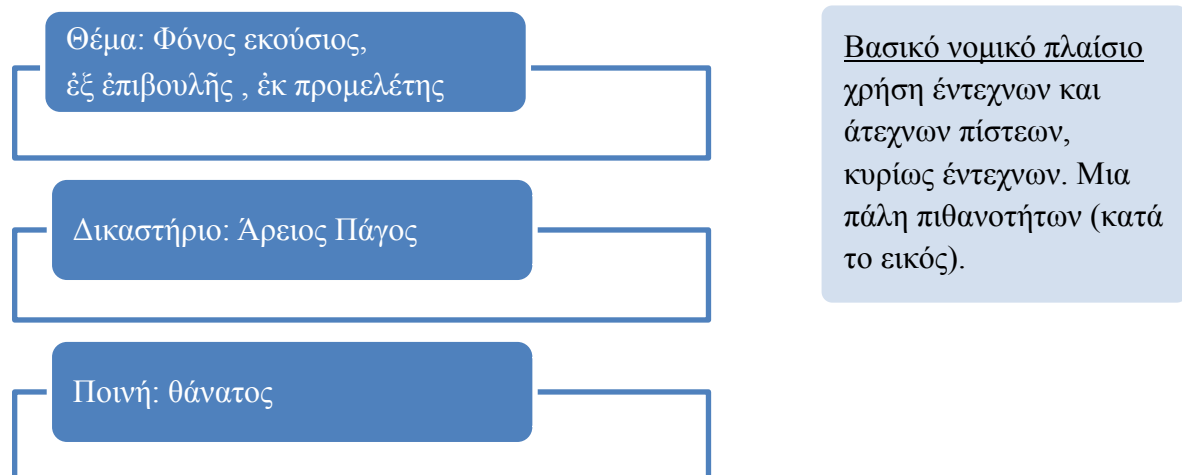 Θέμα: Φόνος εκούσιος,
ἐξ ἐπιβουλῆς , ἐκ προμελέτης
Δικαστήριο: Άρειος Πάγος
Ποινή: θάνατος
Βασικό νομικό πλαίσιο
χρήση έντεχνων και
άτεχνων πίστεων,
κυρίως έντεχνων. Μια
πάλη πιθανοτήτων (κατά
το εικός).